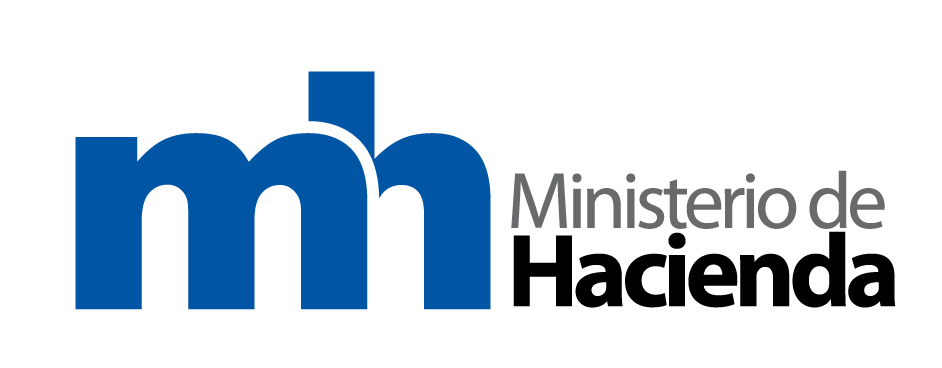 mh
Ministerio de
Hacienda